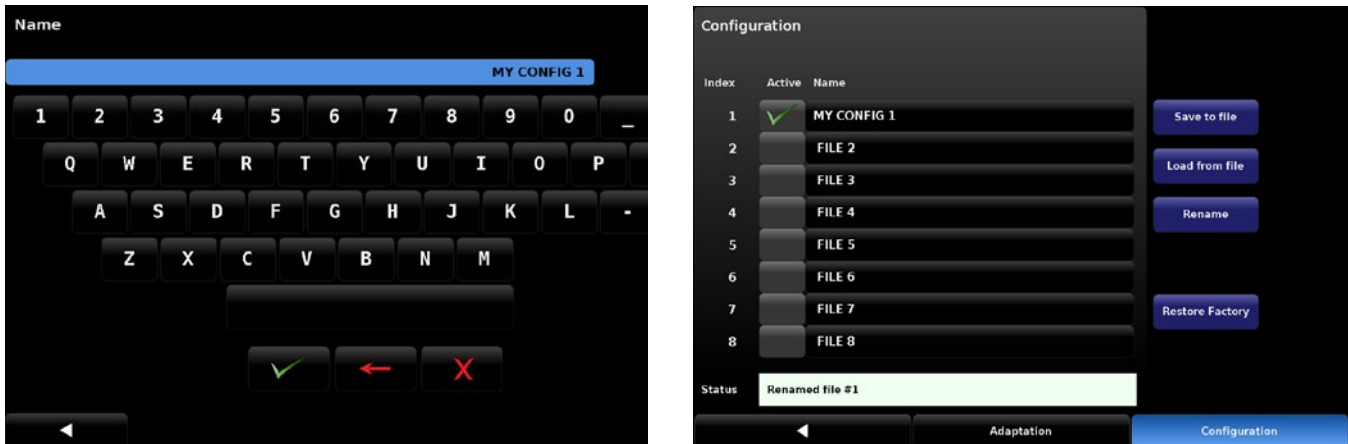 Name
MY CONFIG 1
1 2 3 4 5 6 7 8 9 0 _
Q W E R T Y U I O P
A S D F G H J K L -
Z X C V B N M
Configuration
Index Active Name
1 MY CONFIG 1
2 FILE 2
3 FILE 3
4 FILE 4
5 FILE 5
6 FILE 6
7 FILE 7
8 FILE 8
Save to file
Load from file
Rename
Restore Factory
Status Renamed file #1
Adaptation Configuration